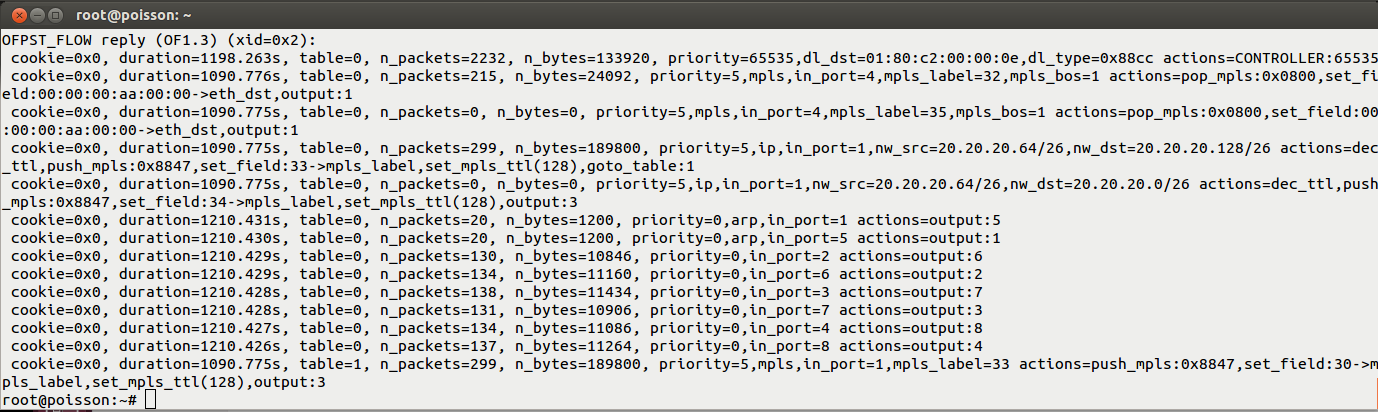 root@poisson: ~
OFPST_FLOW reply (OF1.3) (xid=0x2):
 cookie=0x0, duration=1198.263s, table=0, n_packets=2232, n_bytes=133920, priority=65535,dl_dst=01:80:c2:00:00:0e,dl_type=0x88cc actions=CONTROLLER:65535
 cookie=0x0, duration=1090.776s, table=0, n_packets=215, n_bytes=24092, priority=5,mpls,in_port=4,mpls_label=32,mpls_bos=1 actions=pop_mpls:0x0800,set_fi
eld:00:00:00:aa:00:00->eth_dst,output:1
 cookie=0x0, duration=1090.775s, table=0, n_packets=0, n_bytes=0, priority=5,mpls,in_port=4,mpls_label=35,mpls_bos=1 actions=pop_mpls:0x0800,set_field:00
:00:00:aa:00:00->eth_dst,output:1
 cookie=0x0, duration=1090.775s, table=0, n_packets=299, n_bytes=189800, priority=5,ip,in_port=1,nw_src=20.20.20.64/26,nw_dst=20.20.20.128/26 actions=dec
_ttl,push_mpls:0x8847,set_field:33->mpls_label,set_mpls_ttl(128),goto_table:1
 cookie=0x0, duration=1090.775s, table=0, n_packets=0, n_bytes=0, priority=5,ip,in_port=1,nw_src=20.20.20.64/26,nw_dst=20.20.20.0/26 actions=dec_ttl,push
_mpls:0x8847,set_field:34->mpls_label,set_mpls_ttl(128),output:3
 cookie=0x0, duration=1210.431s, table=0, n_packets=20, n_bytes=1200, priority=0,arp,in_port=1 actions=output:5
 cookie=0x0, duration=1210.430s, table=0, n_packets=20, n_bytes=1200, priority=0,arp,in_port=5 actions=output:1
 cookie=0x0, duration=1210.429s, table=0, n_packets=130, n_bytes=10846, priority=0,in_port=2 actions=output:6
 cookie=0x0, duration=1210.429s, table=0, n_packets=134, n_bytes=11160, priority=0,in_port=6 actions=output:2
 cookie=0x0, duration=1210.428s, table=0, n_packets=138, n_bytes=11434, priority=0,in_port=3 actions=output:7
 cookie=0x0, duration=1210.428s, table=0, n_packets=131, n_bytes=10906, priority=0,in_port=7 actions=output:3
 cookie=0x0, duration=1210.427s, table=0, n_packets=134, n_bytes=11086, priority=0,in_port=4 actions=output:8
 cookie=0x0, duration=1210.426s, table=0, n_packets=137, n_bytes=11264, priority=0,in_port=8 actions=output:4
 cookie=0x0, duration=1090.775s, table=1, n_packets=299, n_bytes=189800, priority=5,mpls,in_port=1,mpls_label=33 actions=push_mpls:0x8847,set_field:30->m
pls_label,set_mpls_ttl(128),output:3
root@poisson:~#